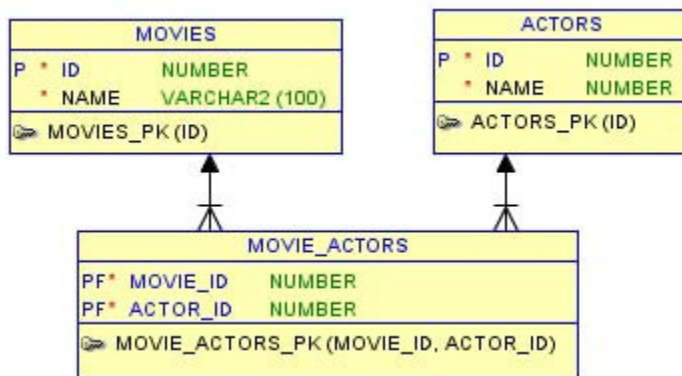 MOVIES
P * ID NUMBER
* NAME VARCHAR2 (100)
MOVIES_PK (ID)
ACTORS
P * ID NUMBER
* NAME NUMBER
ACTORS_PK (ID)
MOVIE_ACTORS
PF* MOVIE_ID NUMBER
PF* ACTOR_ID NUMBER
MOVIE_ACTORS_PK (MOVIE_ID, ACTOR_ID)